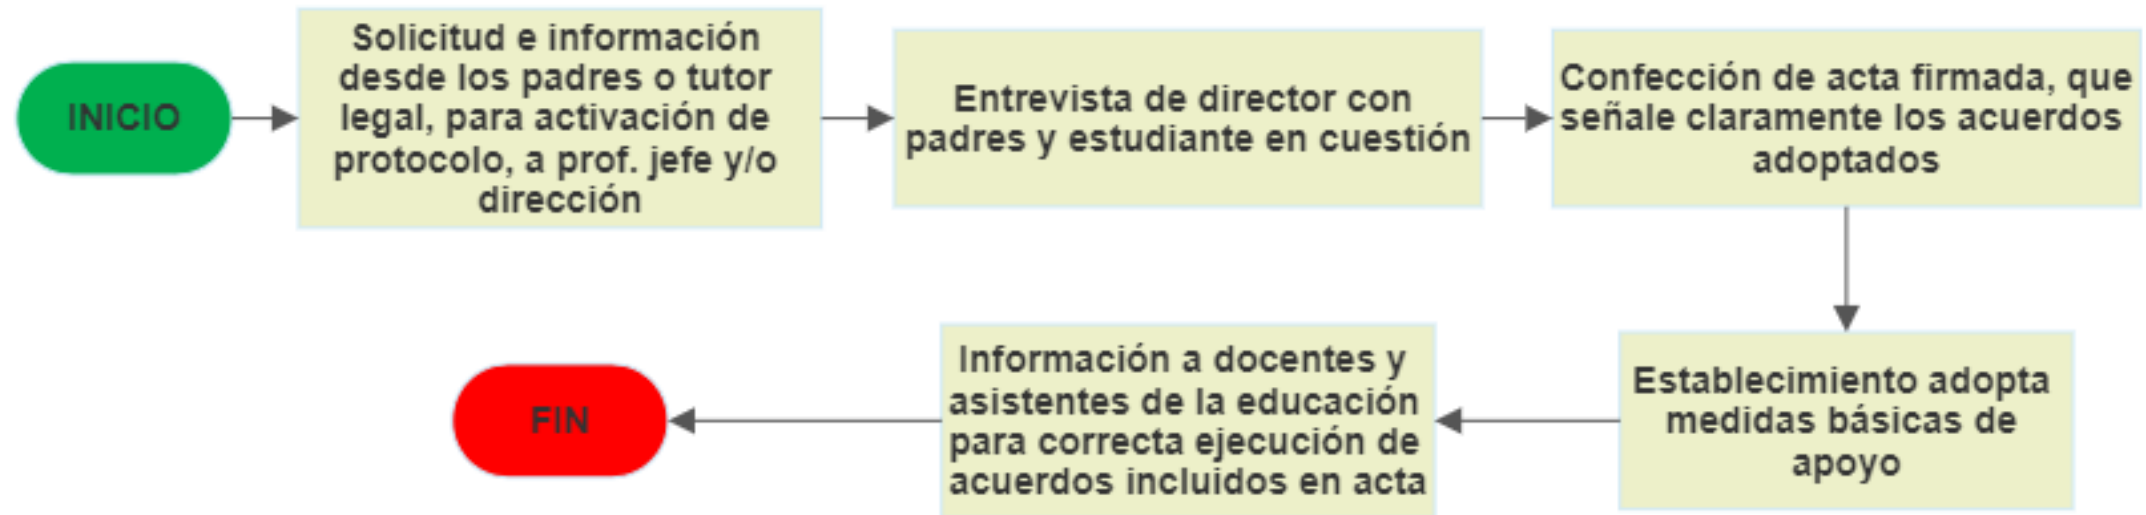 INICIO
Solicitud e información
desde los padres o tutor
legal, para activación de
protocolo, a prof. jefe y/o
dirección
Entrevista de director con
padres y estudiante en cuestión
Confección de acta firmada, que
señale claramente los acuerdos
adoptados
Establecimiento adopta
medidas básicas de
apoyo
Información a docentes y
asistentes de la educación
para correcta ejecución de
acuerdos incluidos en acta
FIN